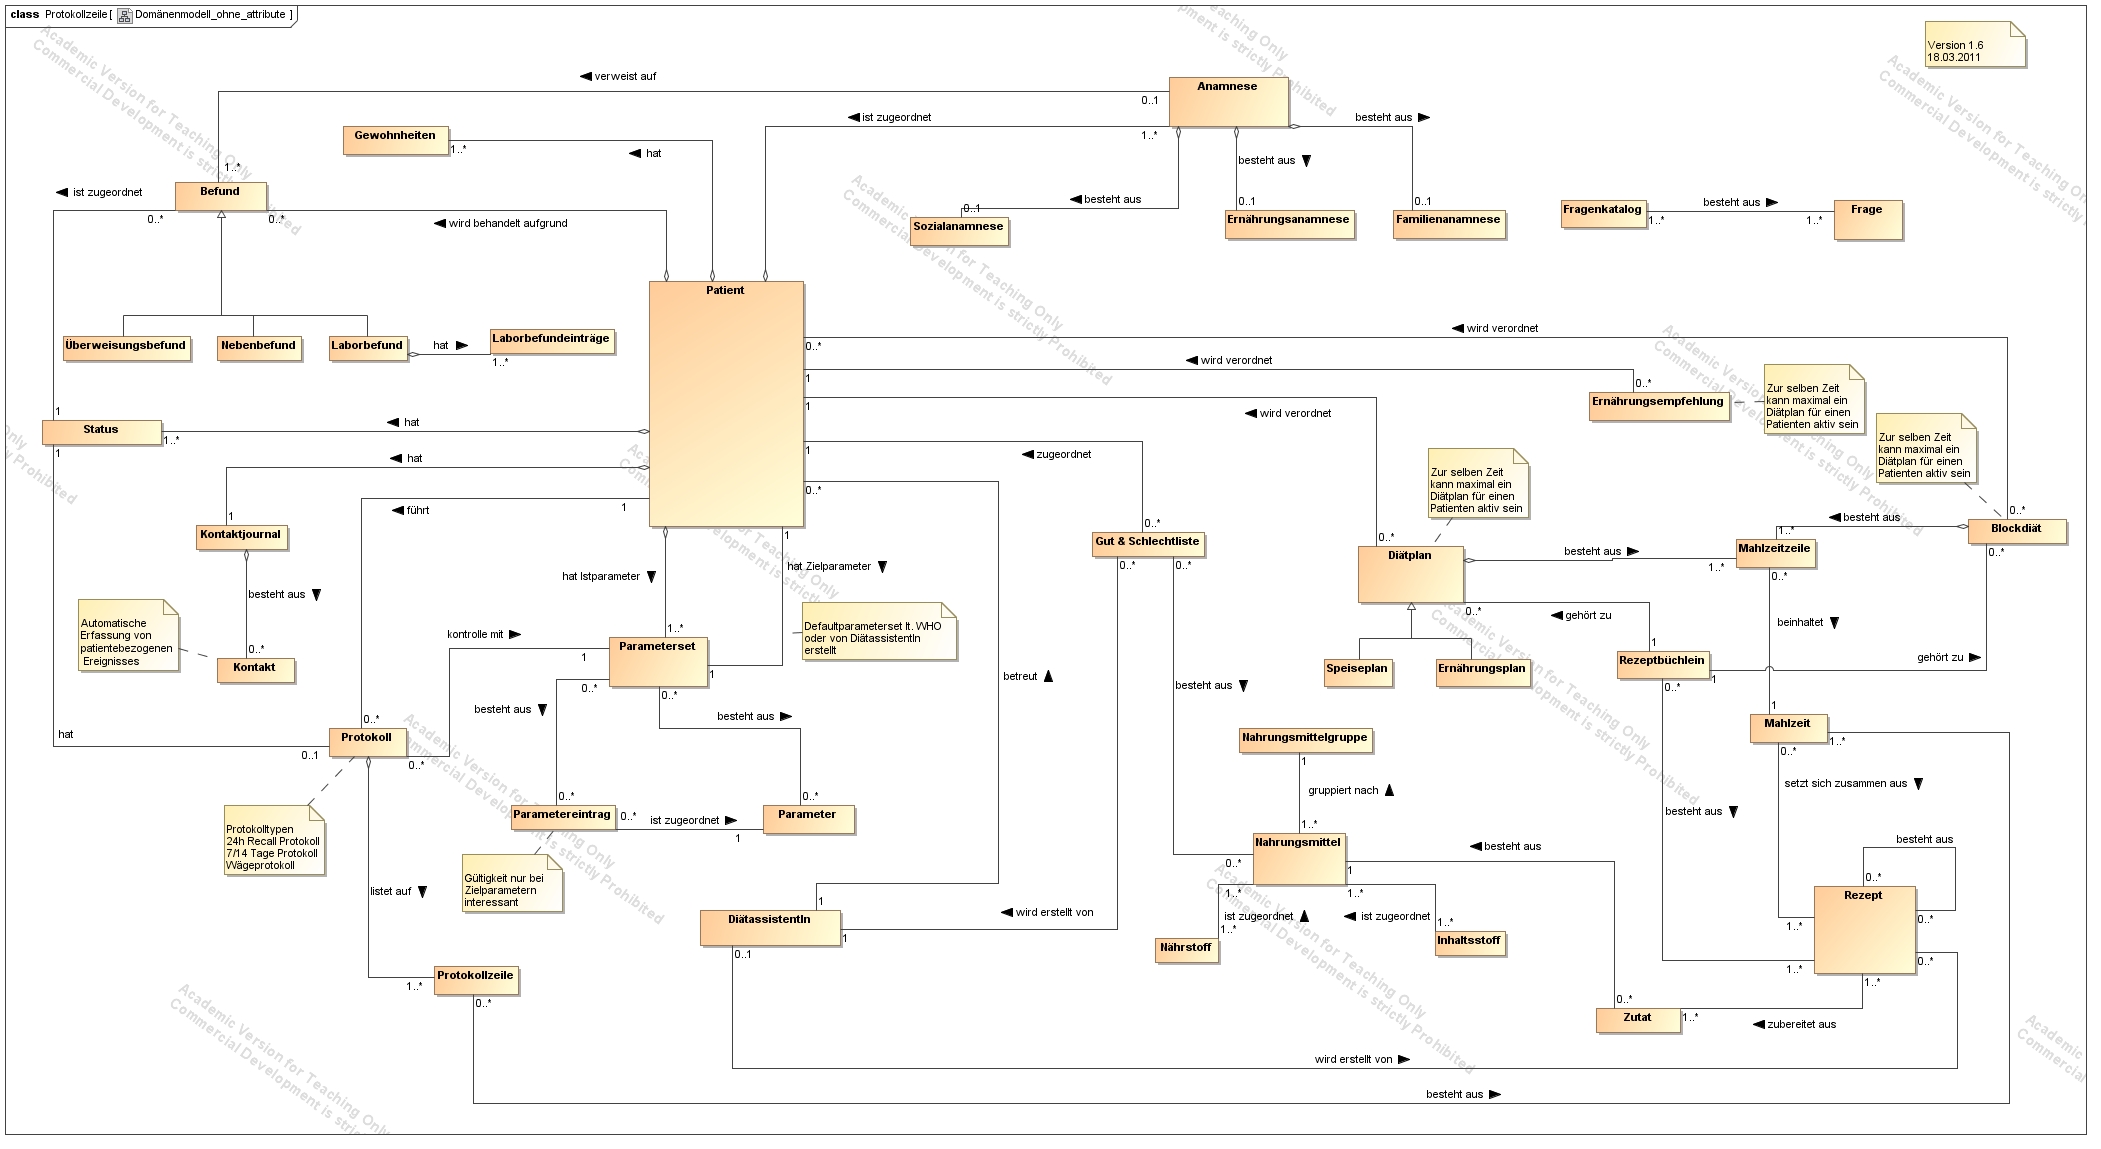 class Protokollzeile [ Domänenmodell_ohne_attribute ]
Version 1.6
18.03.2011
verweist auf
Anamnese
0..1
ist zugeordnet
1..*
besteht aus
Gewohnheiten
1..*
hat
besteht aus
1..*
ist zugeordnet
Befund
0..*
0..*
wird behandelt aufgrund
besteht aus
0..1
Sozialanamnese
0..1
Ernährungsanamnese
0..1
Familienanamnese
Fragenkatalog
1..*
besteht aus
1..*
Frage
Patient
Überweisungsbefund
Nebenbefund
Laborbefund
hat
Laborbefundeinträge
1..*
wird verordnet
0..*
wird verordnet
1
0..*
Ernährungsempfehlung
Zur selben Zeit
kann maximal ein
Diätplan für einen
Patienten aktiv sein
1
wird verordnet
1
Status
1..*
1
hat
hat
Zur selben Zeit
kann maximal ein
Diätplan für einen
Patienten aktiv sein
1
zugeordnet
Zur selben Zeit
kann maximal ein
Diätplan für einen
Patienten aktiv sein
0..*
führt
1
1
Kontaktjournal
1
0..*
Gut & Schlechtliste
0..*
0..*
0..*
Diätplan
besteht aus
1..*
1..*
Mahlzeitzeile
0..*
besteht aus
0..*
Blockdiät
0..*
hat Istparameter
hat Zielparameter
besteht aus
Automatische
Erfassung von
patientebezogenen
Ereignisses
0..*
Kontakt
kontrolle mit
1
1..*
Parameterset
1
Defaultparameterset lt. WHO
oder von DiätassistentIn
erstellt
0..*
gehört zu
beinhaltet
1
Rezeptbüchlein
1
0..*
gehört zu
Speiseplan
Ernährungsplan
betreut
besteht aus
0..*
0..*
besteht aus
besteht aus
0..*
Protokoll
0..*
0..1
hat
Nahrungsmittelgruppe
1
1
Mahlzeit
1..*
0..*
gruppiert nach
setzt sich zusammen aus
besteht aus
0..*
Parametereintrag
0..*
ist zugeordnet
1
0..*
Parameter
Protokolltypen
24h Recall Protokoll
7/14 Tage Protokoll
Wägeprotokoll
Gültigkeit nur bei
Zielparametern
interessant
1..*
Nahrungsmittel
0..*
1
besteht aus
besteht aus
0..*
Rezept
0..*
1..*
1..*
0..*
1..*
listet auf
1..*
1..*
ist zugeordnet
ist zugeordnet
1..*
1..*
Nährstoff
Inhaltsstoff
1
DiätassistentIn
1
0..1
wird erstellt von
1..*
Protokollzeile
0..*
0..*
Zutat
1..*
zubereitet aus
wird erstellt von
besteht aus
Academic Version for Teaching Only
Commercial Development is strictly Prohibited